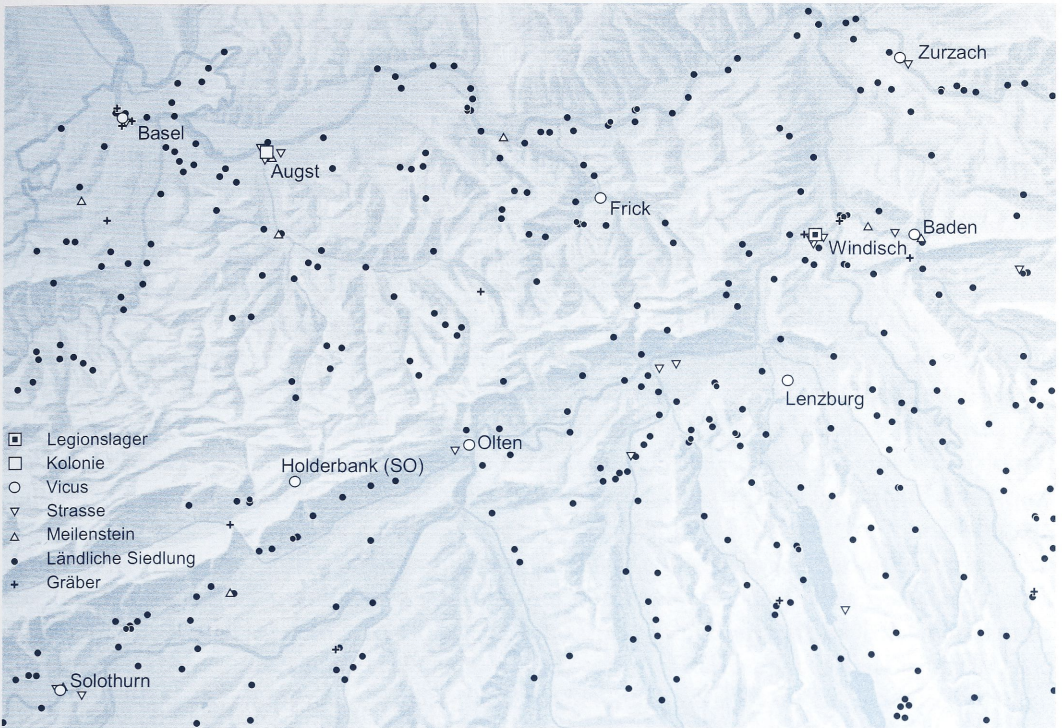 Zurzach
Basel
Augst
Frick
Baden
Windisch
Lenzburg
Olten
Holderbank (SO)
Legionslager
Kolonie
Vicus
Strasse
Meilenstein
Ländliche Siedlung
Gräber
Solothurn